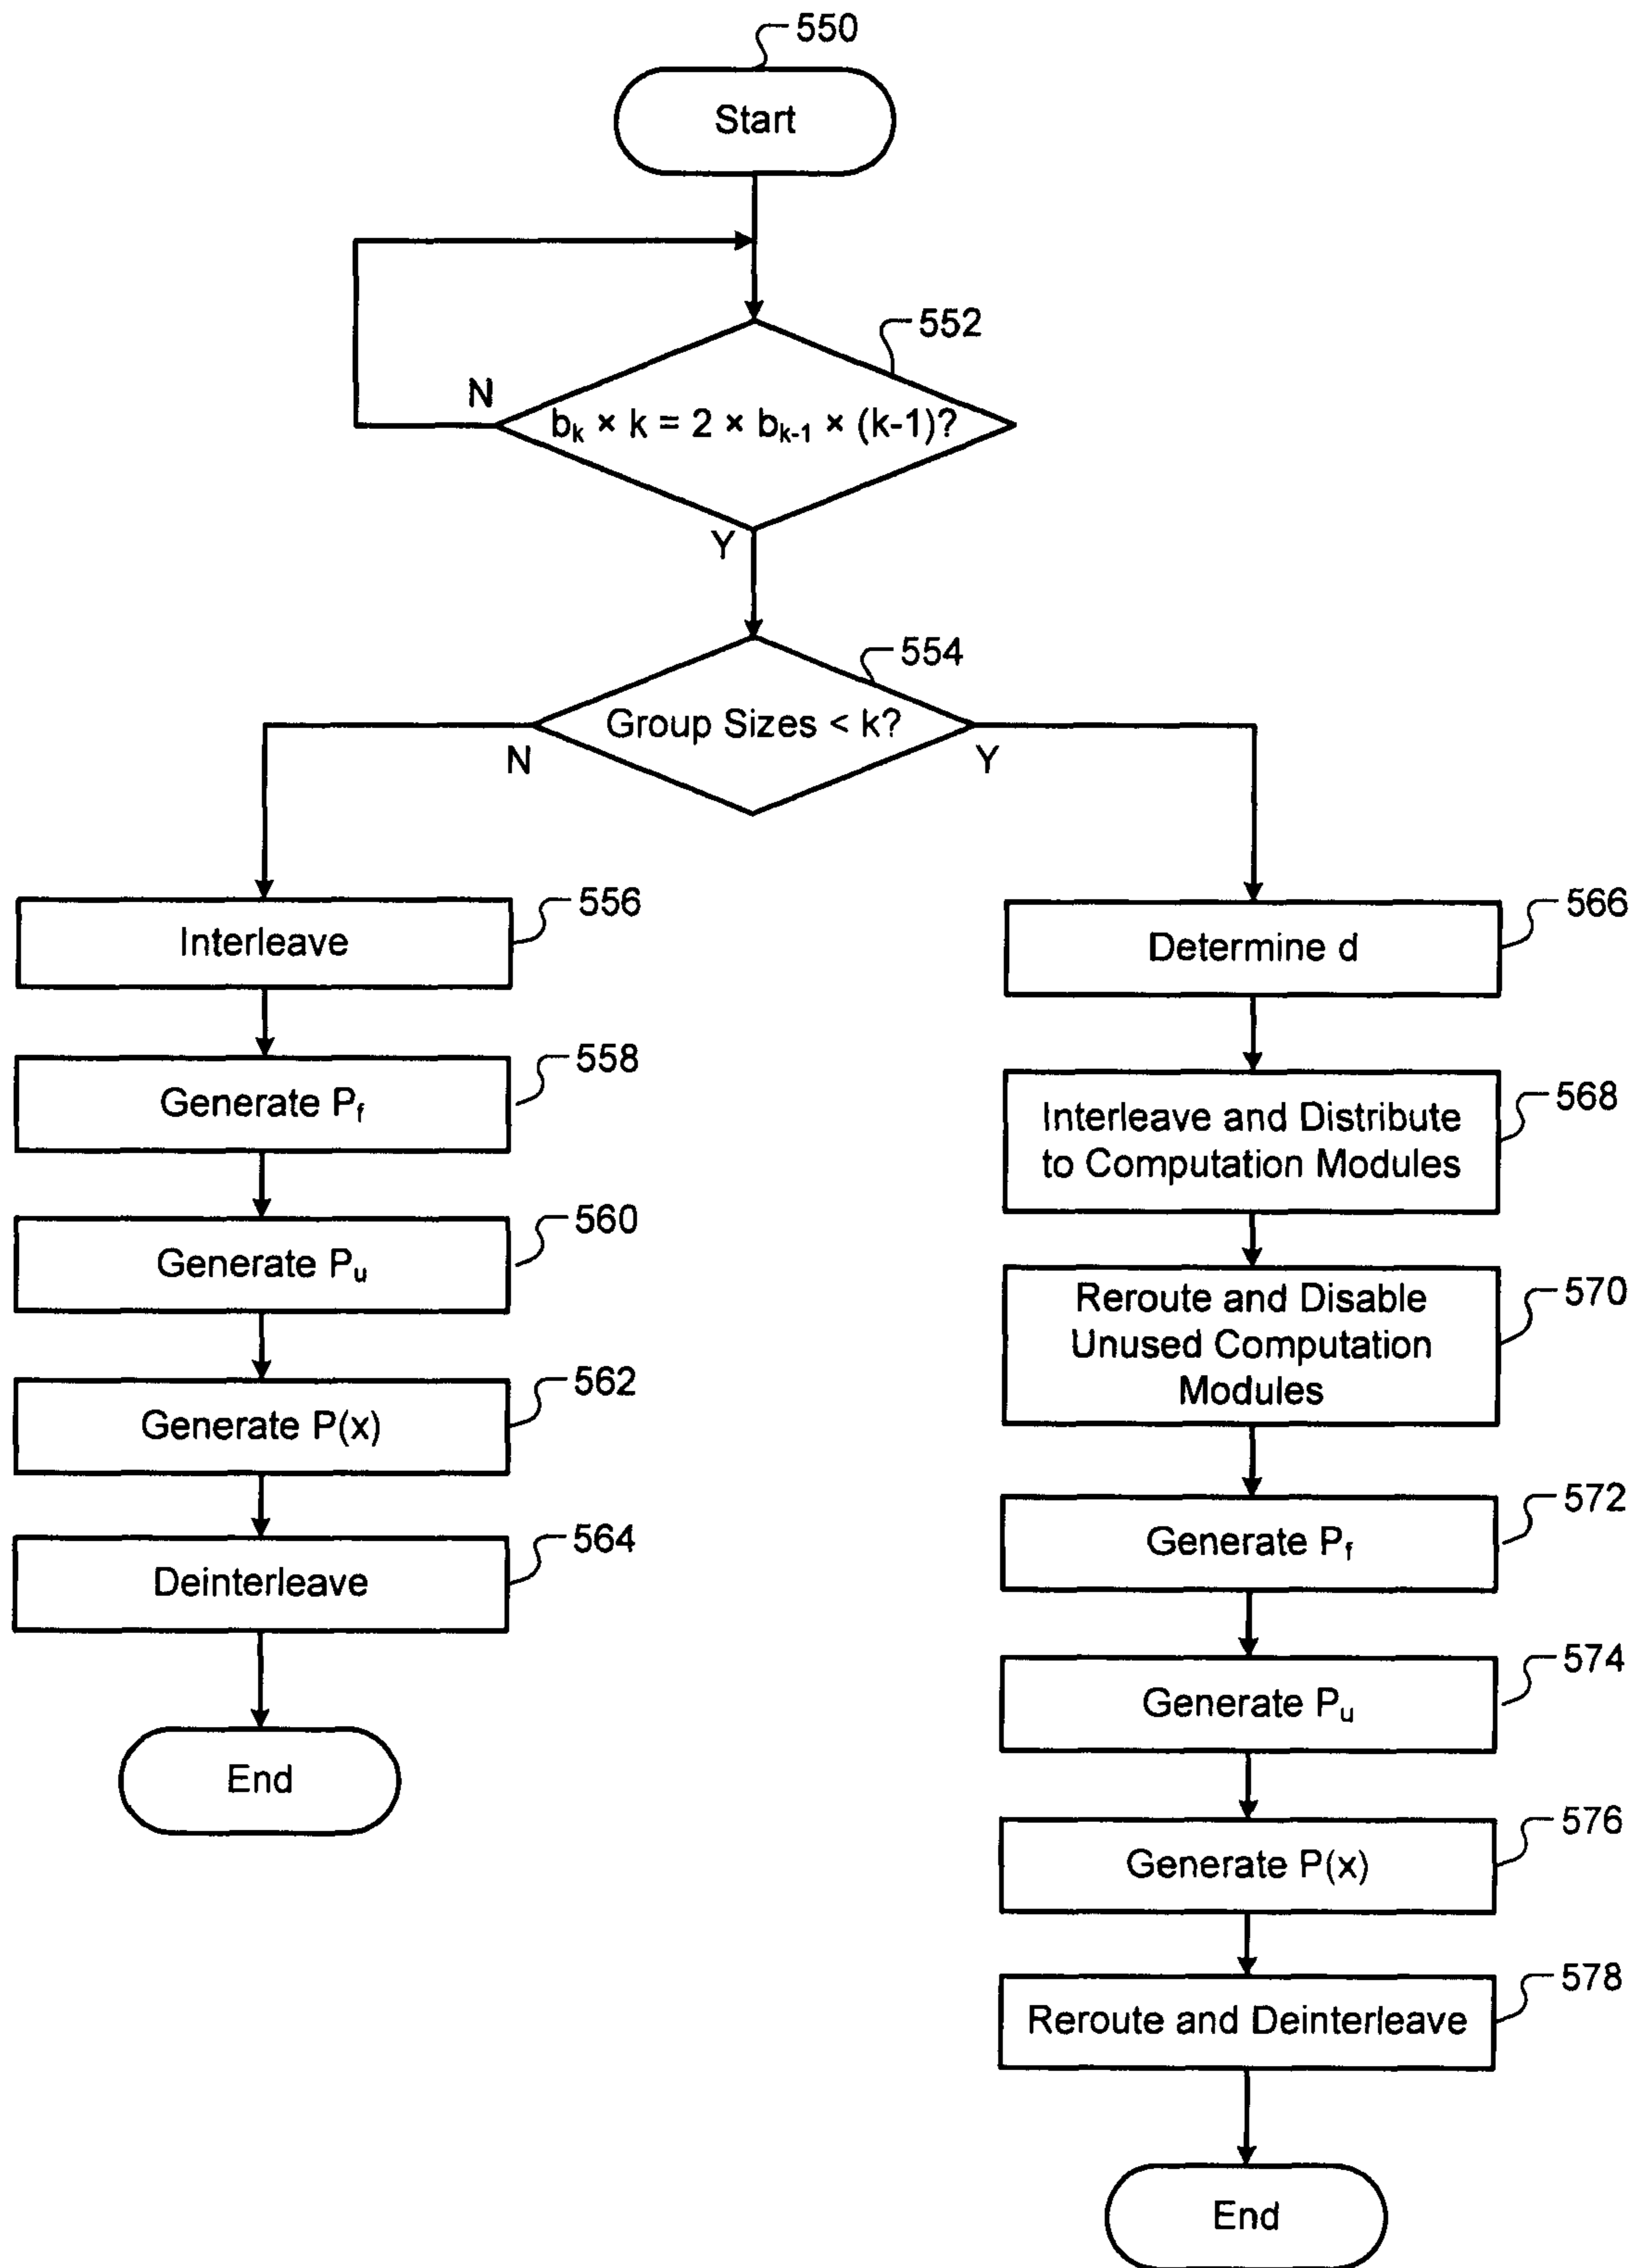 550
Start
552
N
bₖ × k = 2 × bₖ₋₁ × (k-1)?
Y
554
Group Sizes < k?
N
Y
556
Interleave
558
Generate P_f
560
Generate Pᵤ
562
Generate P(x)
564
Deinterleave
End
566
Determine d
568
Interleave and Distribute
to Computation Modules
570
Reroute and Disable
Unused Computation
Modules
572
Generate P_f
574
Generate Pᵤ
576
Generate P(x)
578
Reroute and Deinterleave
End